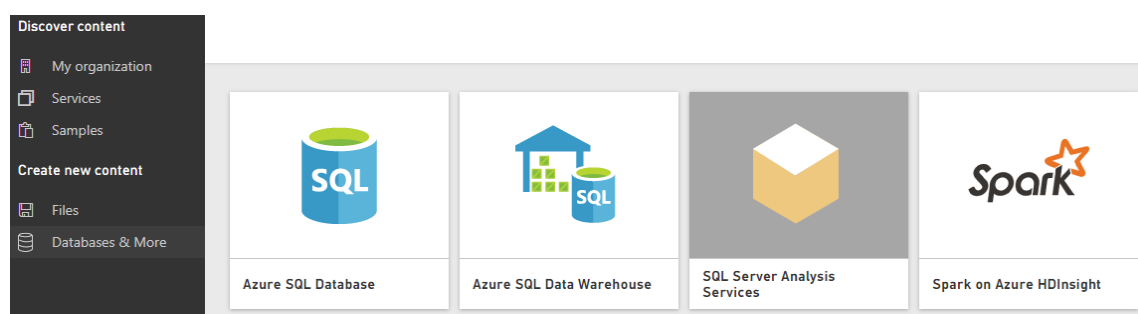 Discover content
My organization
Services
Samples
Create new content
Files
Databases & More
SQL
SQL
Spark
Azure SQL Database
Azure SQL Data Warehouse
SQL Server Analysis
Services
Spark on Azure HDInsight